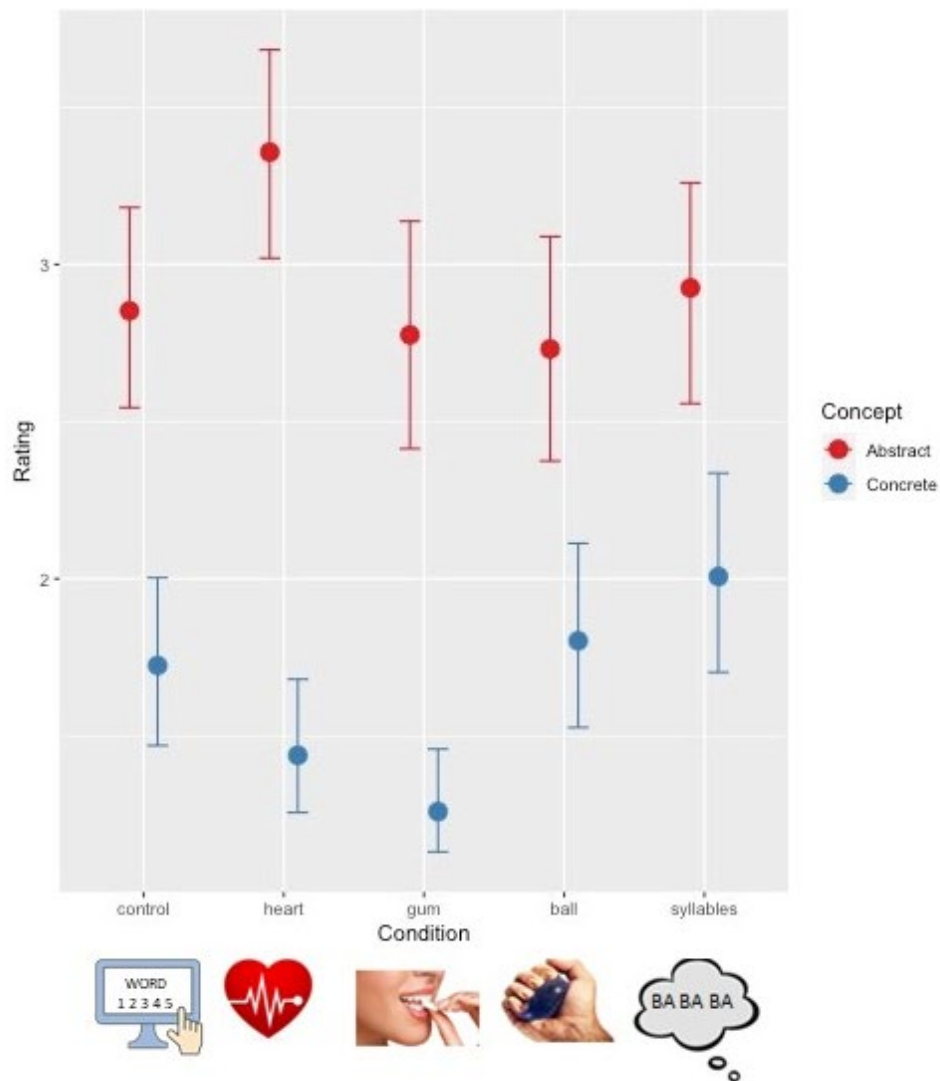 3
2
Rating
control heart gum ball syllables
Condition
Concept
Abstract
Concrete
WORD
1 2 3 4 5
BA BA BA